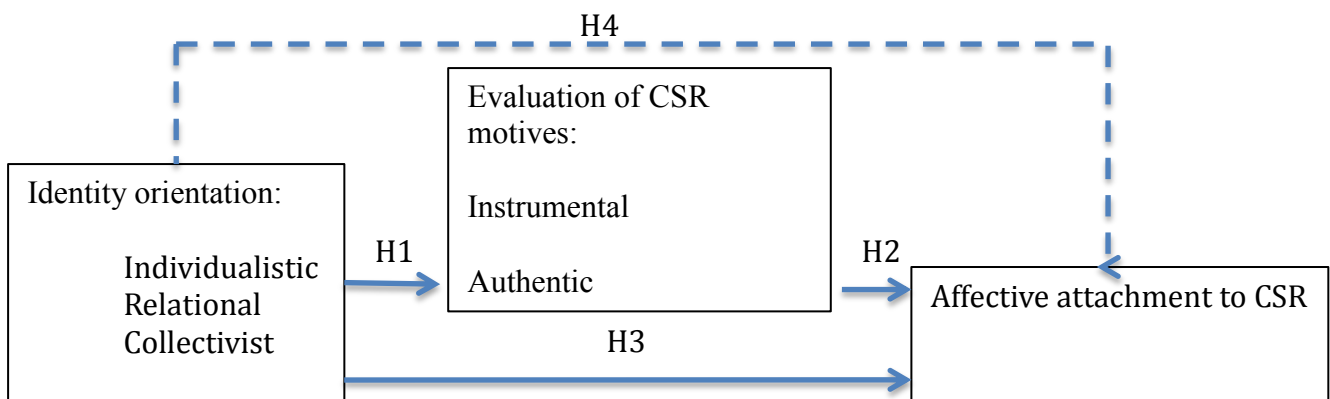 H4
Evaluation of CSR
motives:
Instrumental
Authentic
Identity orientation:
Individualistic
Relational
Collectivist
H1
H2
Affective attachment to CSR
H3